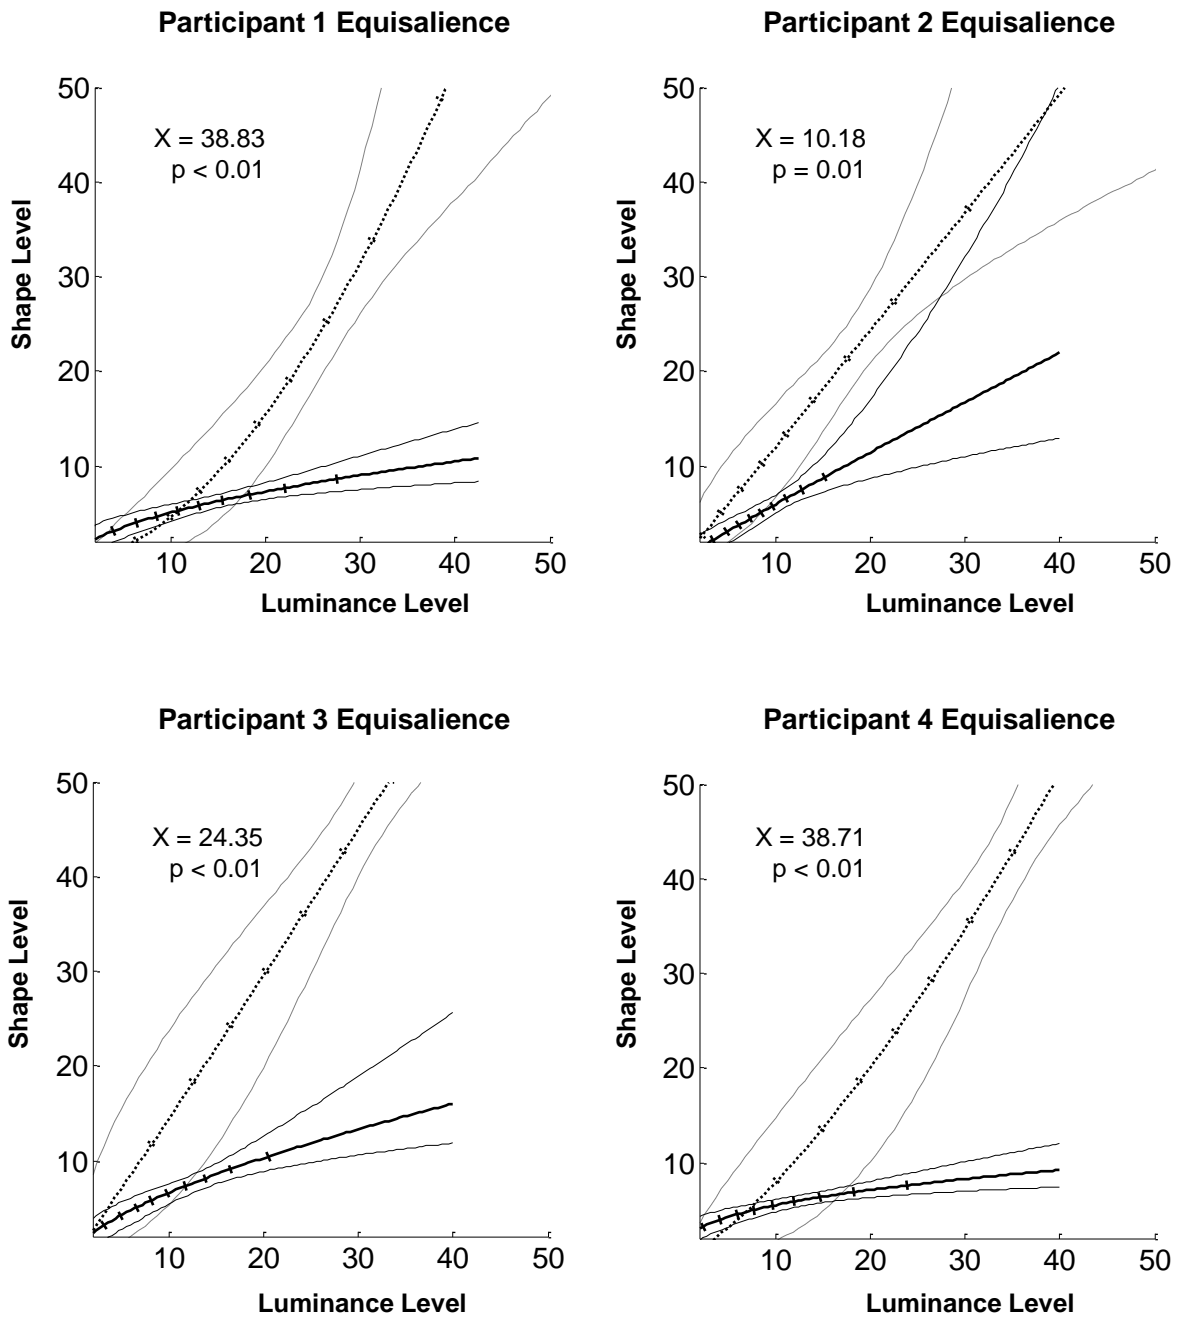 Participant 1 Equisalience
X = 38.83
p < 0.01
50
40
30
20
10
Shape Level
10 20 30 40 50
Luminance Level
Participant 2 Equisalience
X = 10.18
p = 0.01
50
40
30
20
10
Shape Level
10 20 30 40 50
Luminance Level
Participant 3 Equisalience
X = 24.35
p < 0.01
50
40
30
20
10
Shape Level
10 20 30 40 50
Luminance Level
Participant 4 Equisalience
X = 38.71
p < 0.01
50
40
30
20
10
Shape Level
10 20 30 40 50
Luminance Level